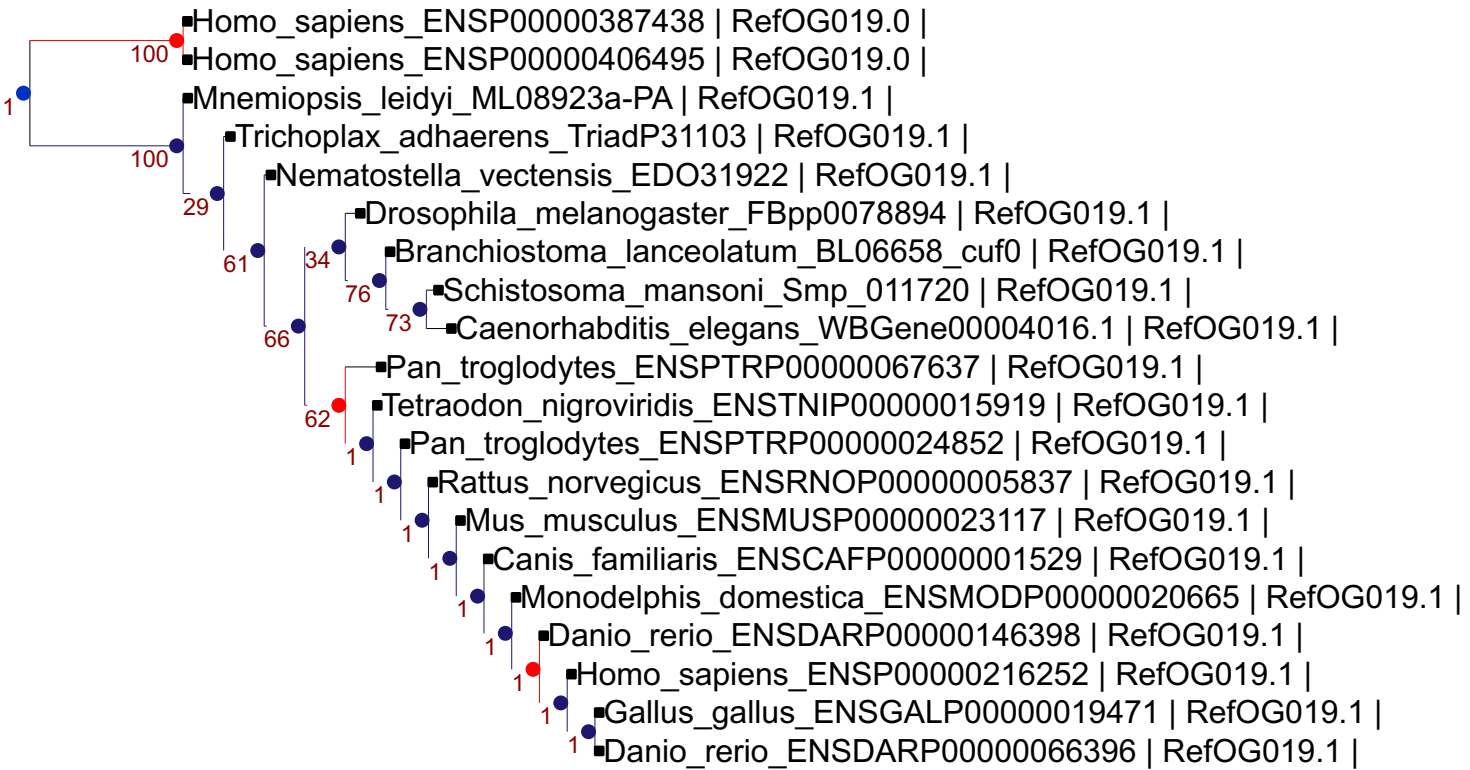 Homo_sapiens_ENSP00000387438 | RefOG019.0 |
100
Homo_sapiens_ENSP00000406495 | RefOG019.0 |
1
Mnemiopsis_leidyi_ML08923a-PA | RefOG019.1 |
100
Trichoplax_adhaerens_TriadP31103 | RefOG019.1 |
29
Nematostella_vectensis_EDO31922 | RefOG019.1 |
61
Drosophila_melanogaster_FBpp0078894 | RefOG019.1 |
34
Branchiostoma_lanceolatum_BL06658_cuf0 | RefOG019.1 |
76
Schistosoma_mansoni_Smp_011720 | RefOG019.1 |
73
Caenorhabditis_elegans_WBGene00004016.1 | RefOG019.1 |
66
Pan_troglodytes_ENSPTRP00000067637 | RefOG019.1 |
62
Tetraodon_nigroviridis_ENSTNIP00000015919 | RefOG019.1 |
1
Pan_troglodytes_ENSPTRP00000024852 | RefOG019.1 |
1
Rattus_norvegicus_ENSRNOP00000005837 | RefOG019.1 |
1
Mus_musculus_ENSMUSP00000023117 | RefOG019.1 |
1
Canis_familiaris_ENSCAFP00000001529 | RefOG019.1 |
1
Monodelphis_domestica_ENSMODP00000020665 | RefOG019.1 |
1
Danio_rerio_ENSDARP00000146398 | RefOG019.1 |
1
Homo_sapiens_ENSP00000216252 | RefOG019.1 |
1
Gallus_gallus_ENSGALP00000019471 | RefOG019.1 |
1
Danio_rerio_ENSDARP00000066396 | RefOG019.1 |